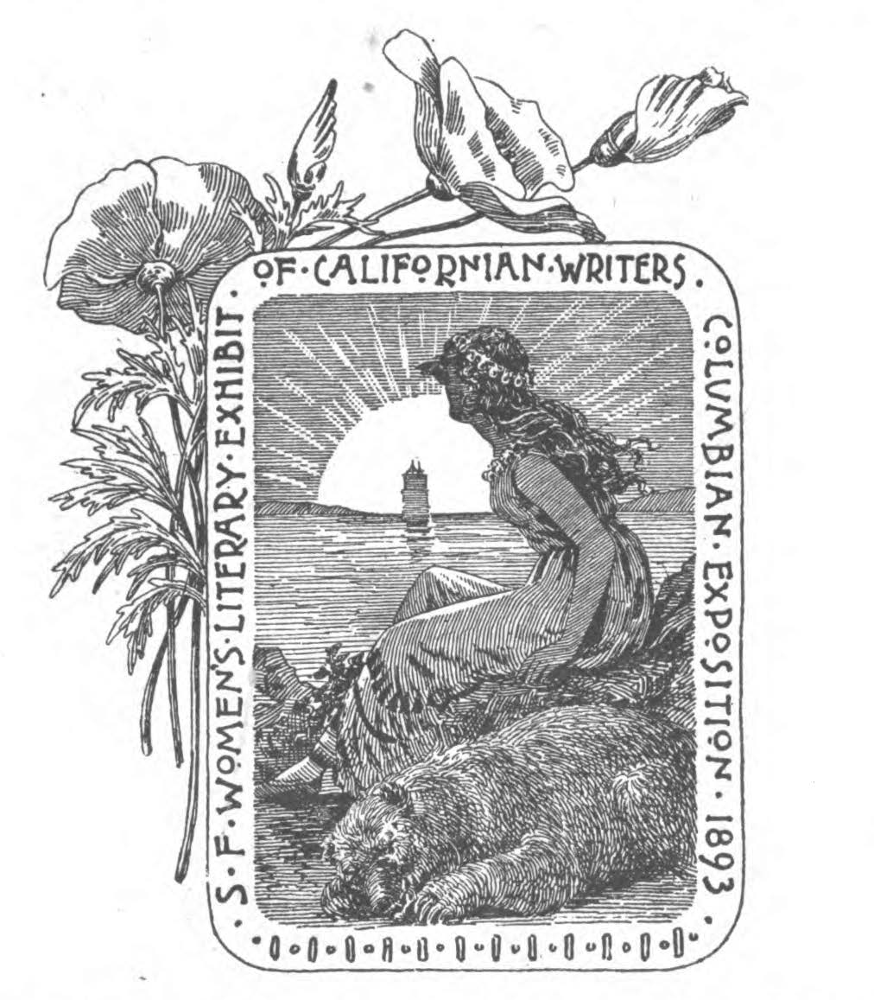 S·F·WOMEN'S·LITERARY·EXHIBIT·
OF·CALIFORNIAN·WRITERS.
COLUMBIAN·EXPOSITION·1893